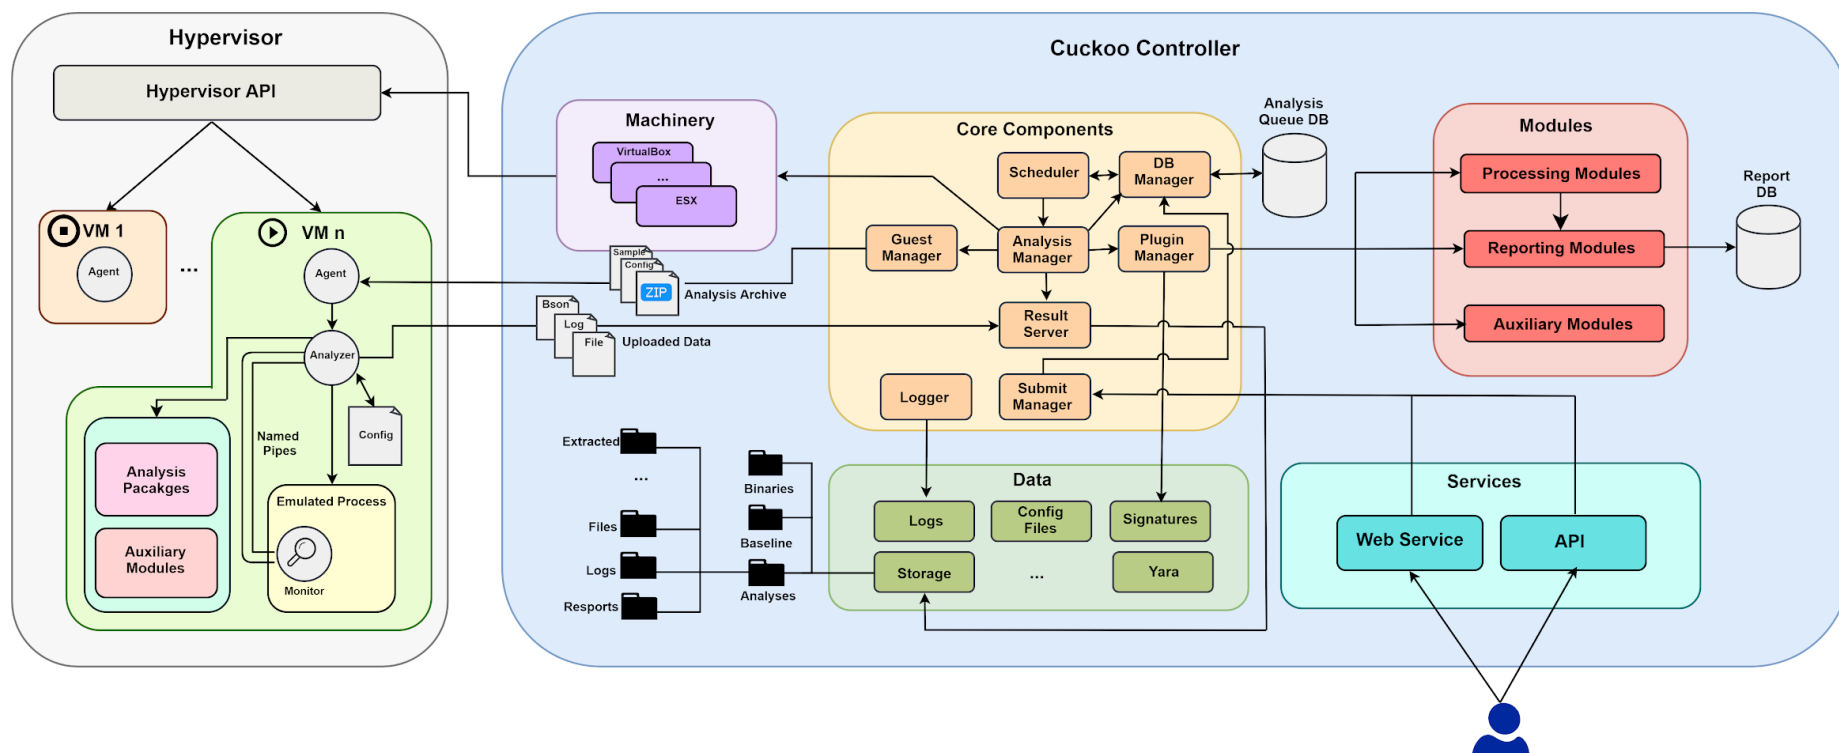 Hypervisor
Hypervisor API
VM 1
Agent
...
VM n
Agent
Analyzer
Config
Named
Pipes
Analysis
Pacakges
Auxiliary
Modules
Emulated Process
Monitor
Cuckoo Controller
Machinery
VirtualBox
...
ESX
Sample
Config
ZIP
Analysis Archive
Bson
Log
File
Uploaded Data
Core Components
Scheduler
DB
Manager
Guest
Manager
Analysis
Manager
Plugin
Manager
Result
Server
Logger
Submit
Manager
Analysis
Queue DB
Modules
Processing Modules
Reporting Modules
Auxiliary Modules
Report
DB
Extracted
...
Files
Logs
Resports
Binaries
Baseline
Analyses
Data
Logs
Config
Files
Signatures
Storage
...
Yara
Services
Web Service
API